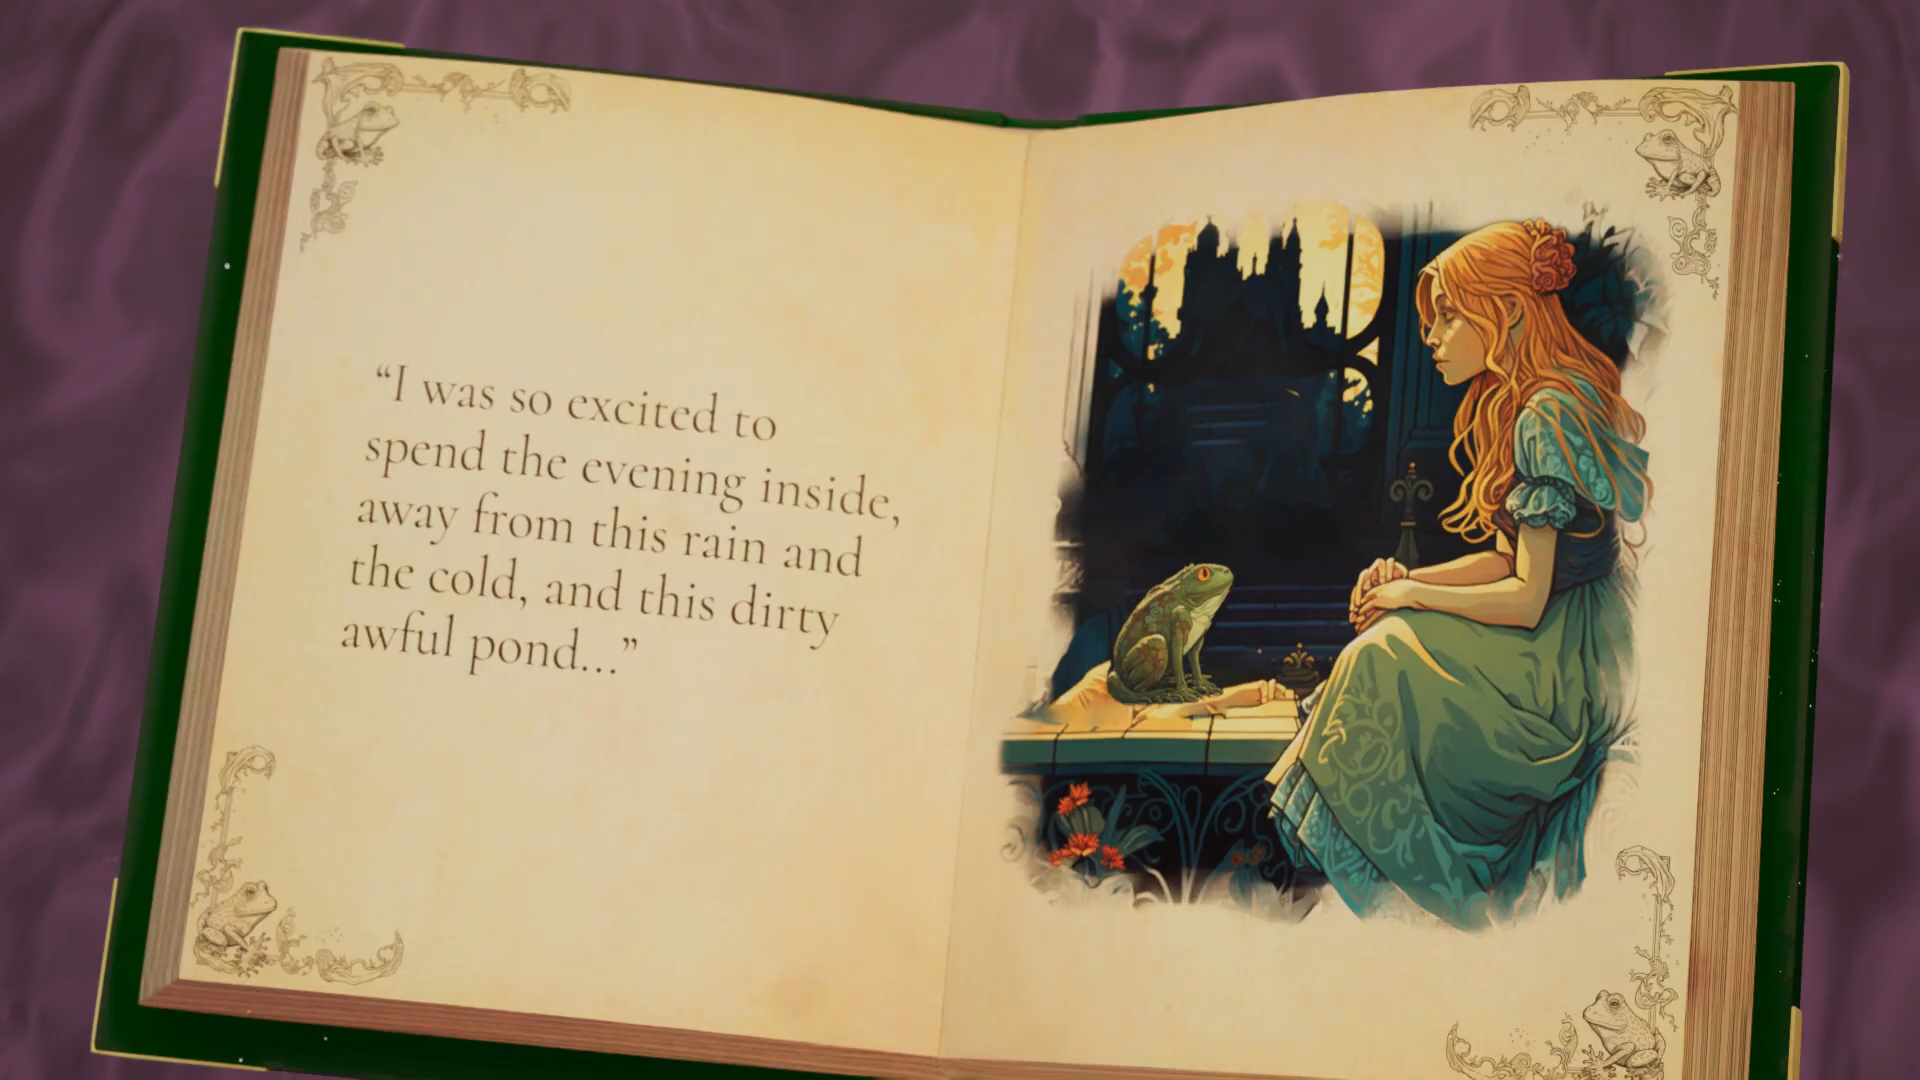 “I was so excited to
spend the evening inside,
away from this rain and
the cold, and this dirty
awful pond...”